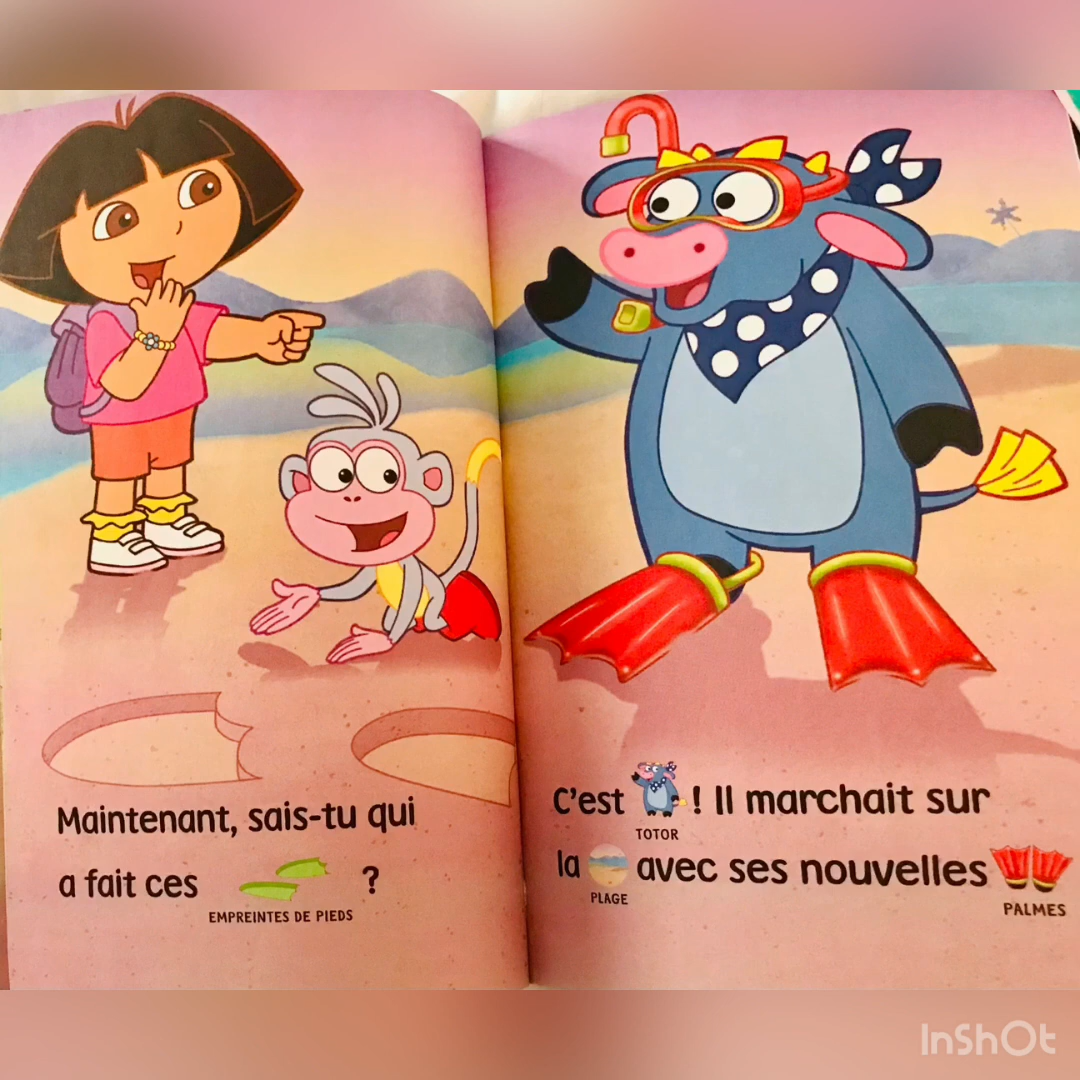 Maintenant, sais-tu qui
a fait ces ?
EMPREINTES DE PIEDS
C'est ! Il marchait sur
TOTOR
la avec ses nouvelles
PLAGE
PALMES
InShOt